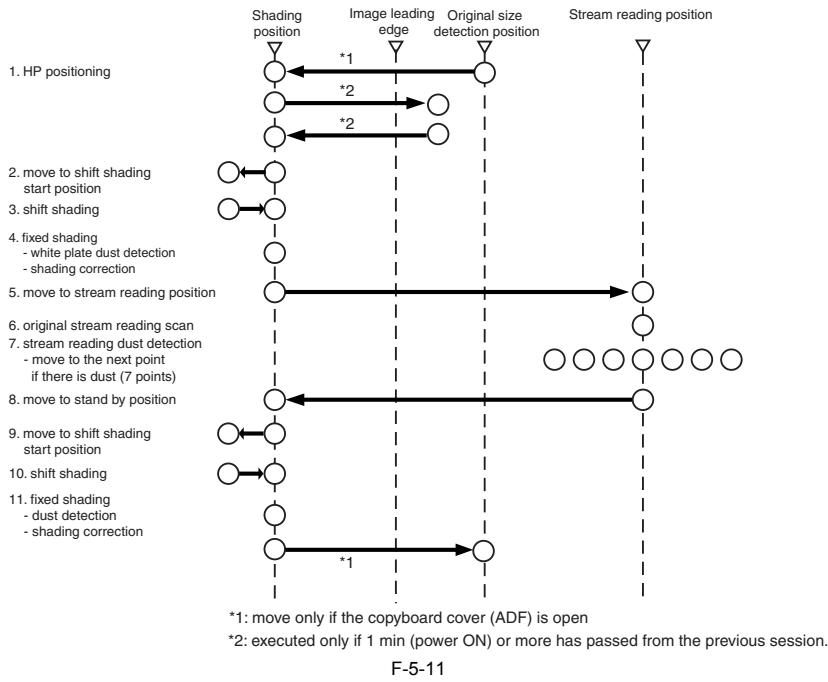 Shading
position
Image leading
edge
Original size
detection position
Stream reading position
1. HP positioning
*1
*2
*2
2. move to shift shading
start position
3. shift shading
4. fixed shading
- white plate dust detection
- shading correction
5. move to stream reading position
6. original stream reading scan
7. stream reading dust detection
- move to the next point
if there is dust (7 points)
8. move to stand by position
9. move to shift shading
start position
10. shift shading
11. fixed shading
- dust detection
- shading correction
*1
*1: move only if the copyboard cover (ADF) is open
*2: executed only if 1 min (power ON) or more has passed from the previous session.
F-5-11